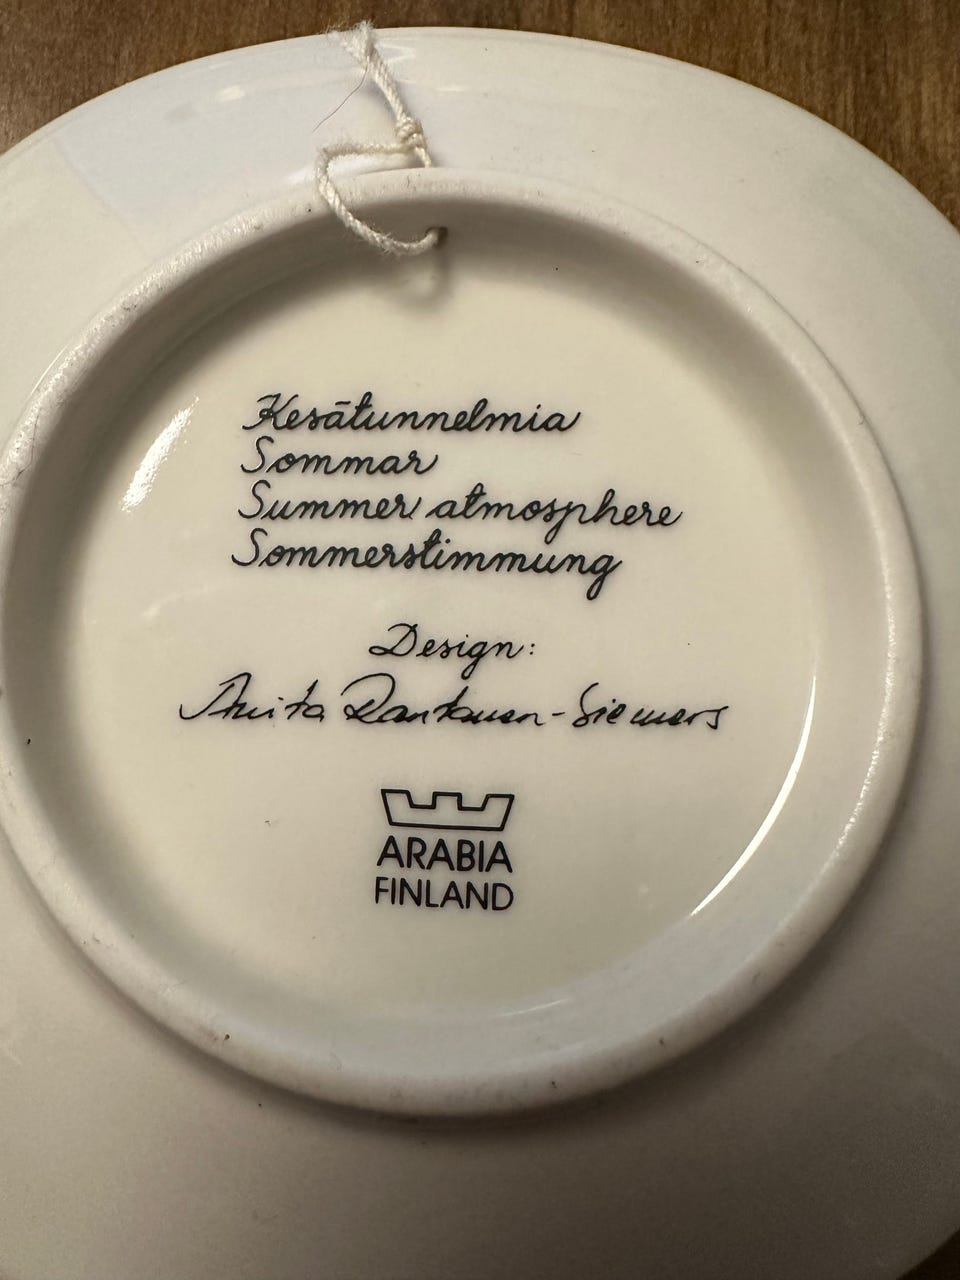 Kesätunnelmia
Sommar
Summer atmosphere
Sommerstimmung
Design:
Anita Rantanen-Siemers
ARABIA
FINLAND